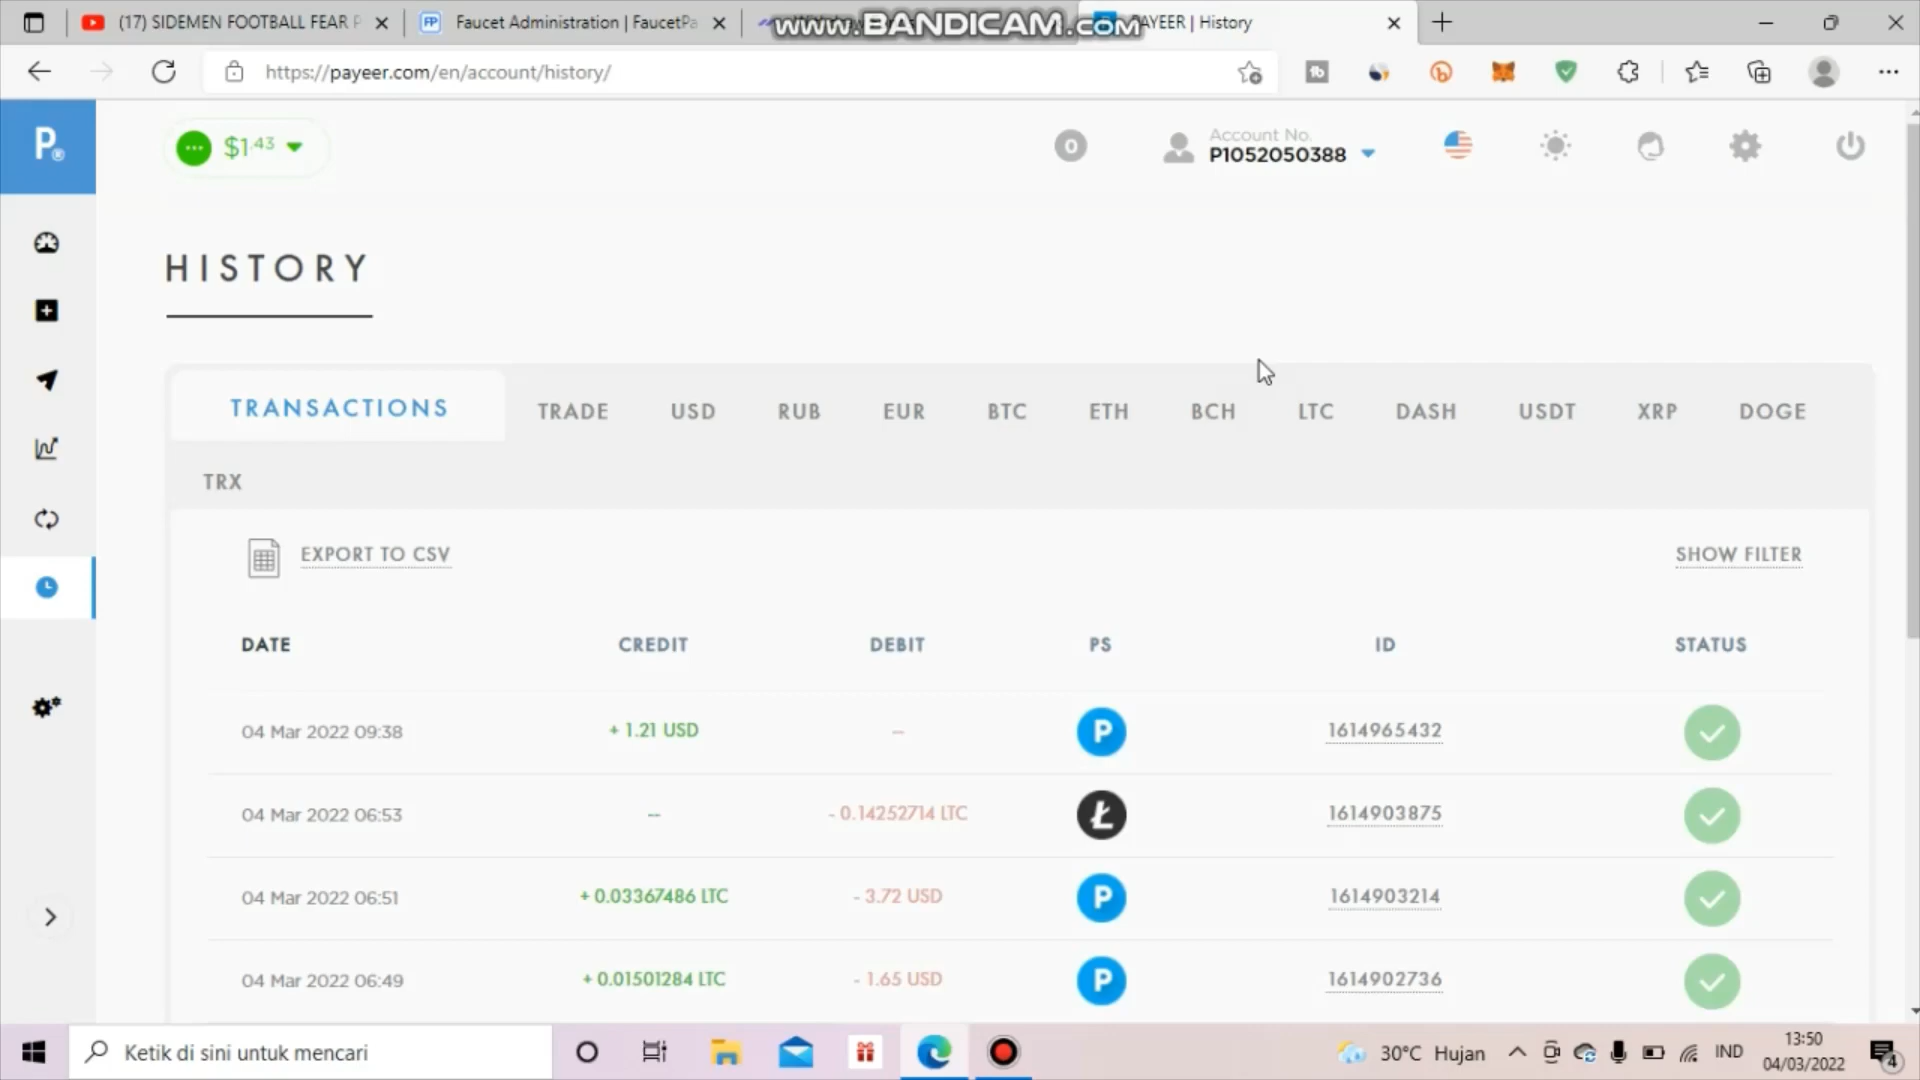 (17) SIDEMEN FOOTBALL FEAR P
FP Faucet Administration | FaucetPa
PAYEER | History
www.BANDICAM.com
https://payeer.com/en/account/history/
P
$1.43
0
Account No.
P1052050388
HISTORY
TRANSACTIONS TRADE USD RUB EUR BTC ETH BCH LTC DASH USDT XRP DOGE
TRX
EXPORT TO CSV SHOW FILTER
DATE CREDIT DEBIT PS ID STATUS
04 Mar 2022 09:38 + 1.21 USD -- P 1614965432
04 Mar 2022 06:53 -- - 0.14252714 LTC Ł 1614903875
04 Mar 2022 06:51 + 0.03367486 LTC - 3.72 USD P 1614903214
04 Mar 2022 06:49 + 0.01501284 LTC - 1.65 USD P 1614902736
Ketik di sini untuk mencari
30°C Hujan
IND
13:50
04/03/2022
4